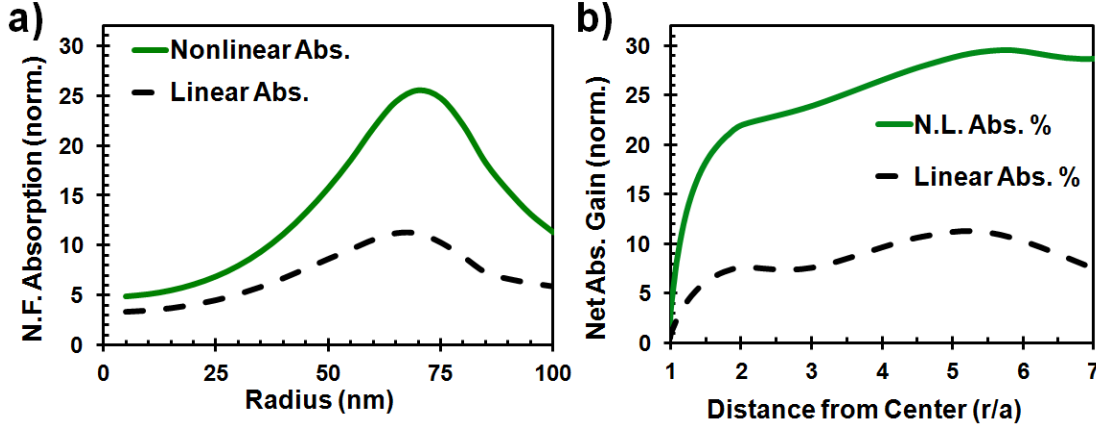 a)
N.F. Absorption (norm.)
30
25
20
15
10
5
0
Nonlinear Abs.
Linear Abs.
0 25 50 75 100
Radius (nm)
b)
Net Abs. Gain (norm.)
30
25
20
15
10
5
0
N.L. Abs. %
Linear Abs. %
1 2 3 4 5 6 7
Distance from Center (r/a)